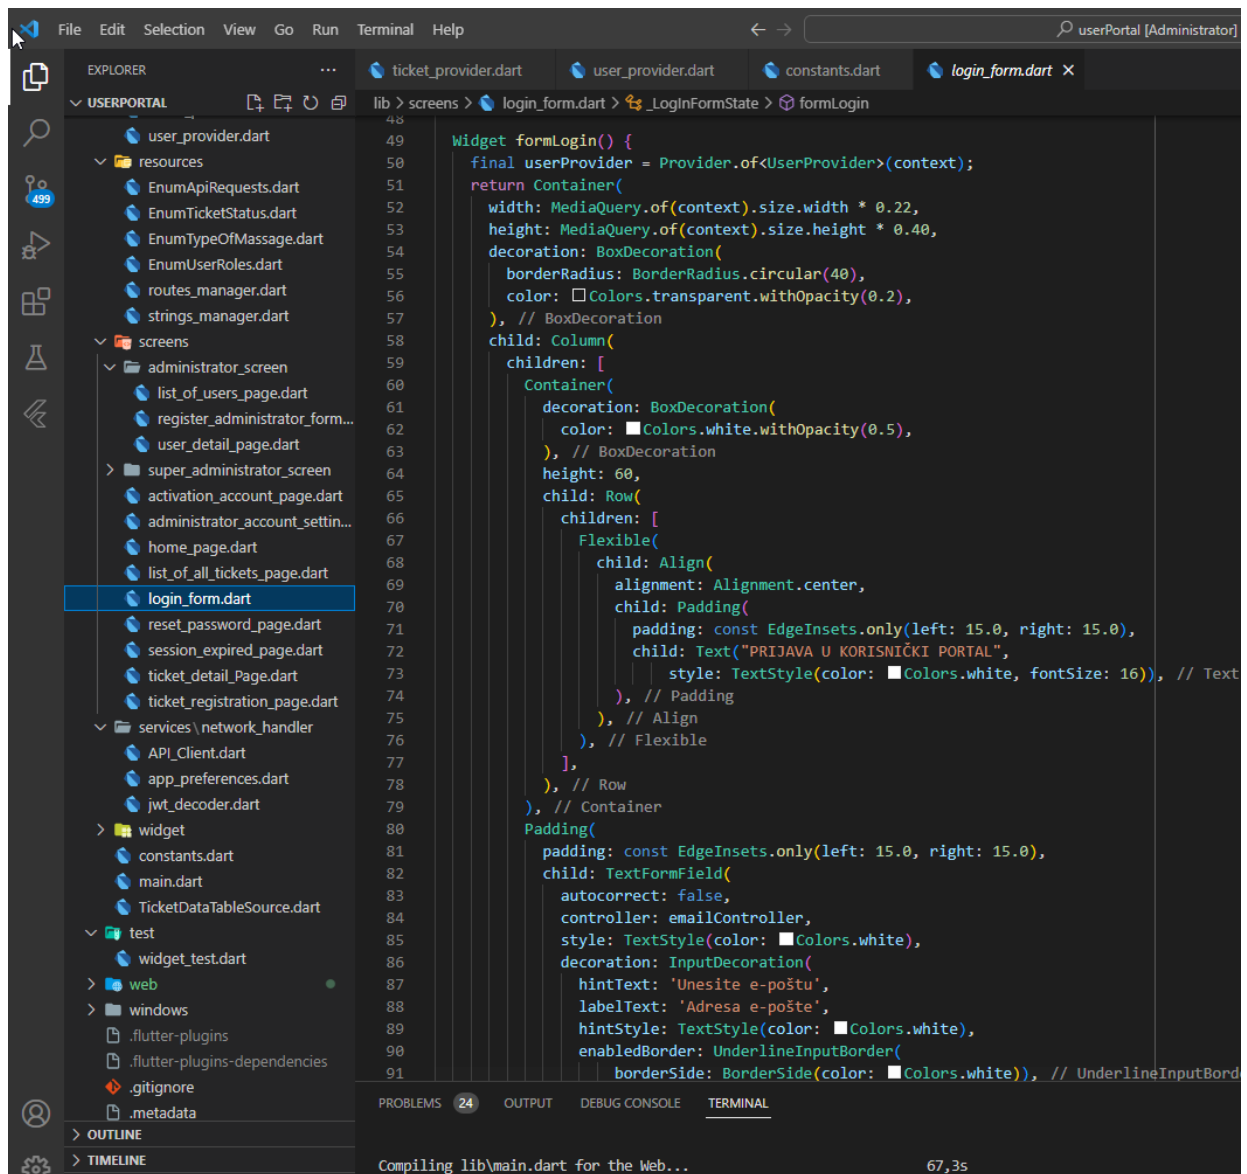 File Edit Selection View Go Run Terminal Help
userPortal [Administrator]
EXPLORER
USERPORTAL
user_provider.dart
resources
EnumApiRequests.dart
EnumTicketStatus.dart
EnumTypeOfMassage.dart
EnumUserRoles.dart
routes_manager.dart
strings_manager.dart
screens
administrator_screen
list_of_users_page.dart
register_administrator_form...
user_detail_page.dart
super_administrator_screen
activation_account_page.dart
administrator_account_settin...
home_page.dart
list_of_all_tickets_page.dart
login_form.dart
reset_password_page.dart
session_expired_page.dart
ticket_detail_Page.dart
ticket_registration_page.dart
services\network_handler
API_Client.dart
app_preferences.dart
jwt_decoder.dart
widget
constants.dart
main.dart
TicketDataTableSource.dart
test
widget_test.dart
web
windows
.flutter-plugins
.flutter-plugins-dependencies
.gitignore
.metadata
OUTLINE
TIMELINE
499
ticket_provider.dart user_provider.dart constants.dart login_form.dart
lib > screens > login_form.dart > _LogInFormState > formLogin
48
49 Widget formLogin() {
50 final userProvider = Provider.of<UserProvider>(context);
51 return Container(
52 width: MediaQuery.of(context).size.width * 0.22,
53 height: MediaQuery.of(context).size.height * 0.40,
54 decoration: BoxDecoration(
55 borderRadius: BorderRadius.circular(40),
56 color: Colors.transparent.withOpacity(0.2),
57 ), // BoxDecoration
58 child: Column(
59 children: [
60 Container(
61 decoration: BoxDecoration(
62 color: Colors.white.withOpacity(0.5),
63 ), // BoxDecoration
64 height: 60,
65 child: Row(
66 children: [
67 Flexible(
68 child: Align(
69 alignment: Alignment.center,
70 child: Padding(
71 padding: const EdgeInsets.only(left: 15.0, right: 15.0),
72 child: Text("PRIJAVA U KORISNIČKI PORTAL",
73 style: TextStyle(color: Colors.white, fontSize: 16)), // Text
74 ), // Padding
75 ), // Align
76 ), // Flexible
77 ],
78 ), // Row
79 ), // Container
80 Padding(
81 padding: const EdgeInsets.only(left: 15.0, right: 15.0),
82 child: TextFormField(
83 autocorrect: false,
84 controller: emailController,
85 style: TextStyle(color: Colors.white),
86 decoration: InputDecoration(
87 hintText: 'Unesite e-poštu',
88 labelText: 'Adresa e-pošte',
89 hintStyle: TextStyle(color: Colors.white),
90 enabledBorder: UnderlineInputBorder(
91 borderSide: BorderSide(color: Colors.white)), // UnderlineInputBord
PROBLEMS 24 OUTPUT DEBUG CONSOLE TERMINAL
Compiling lib\main.dart for the Web... 67,3s